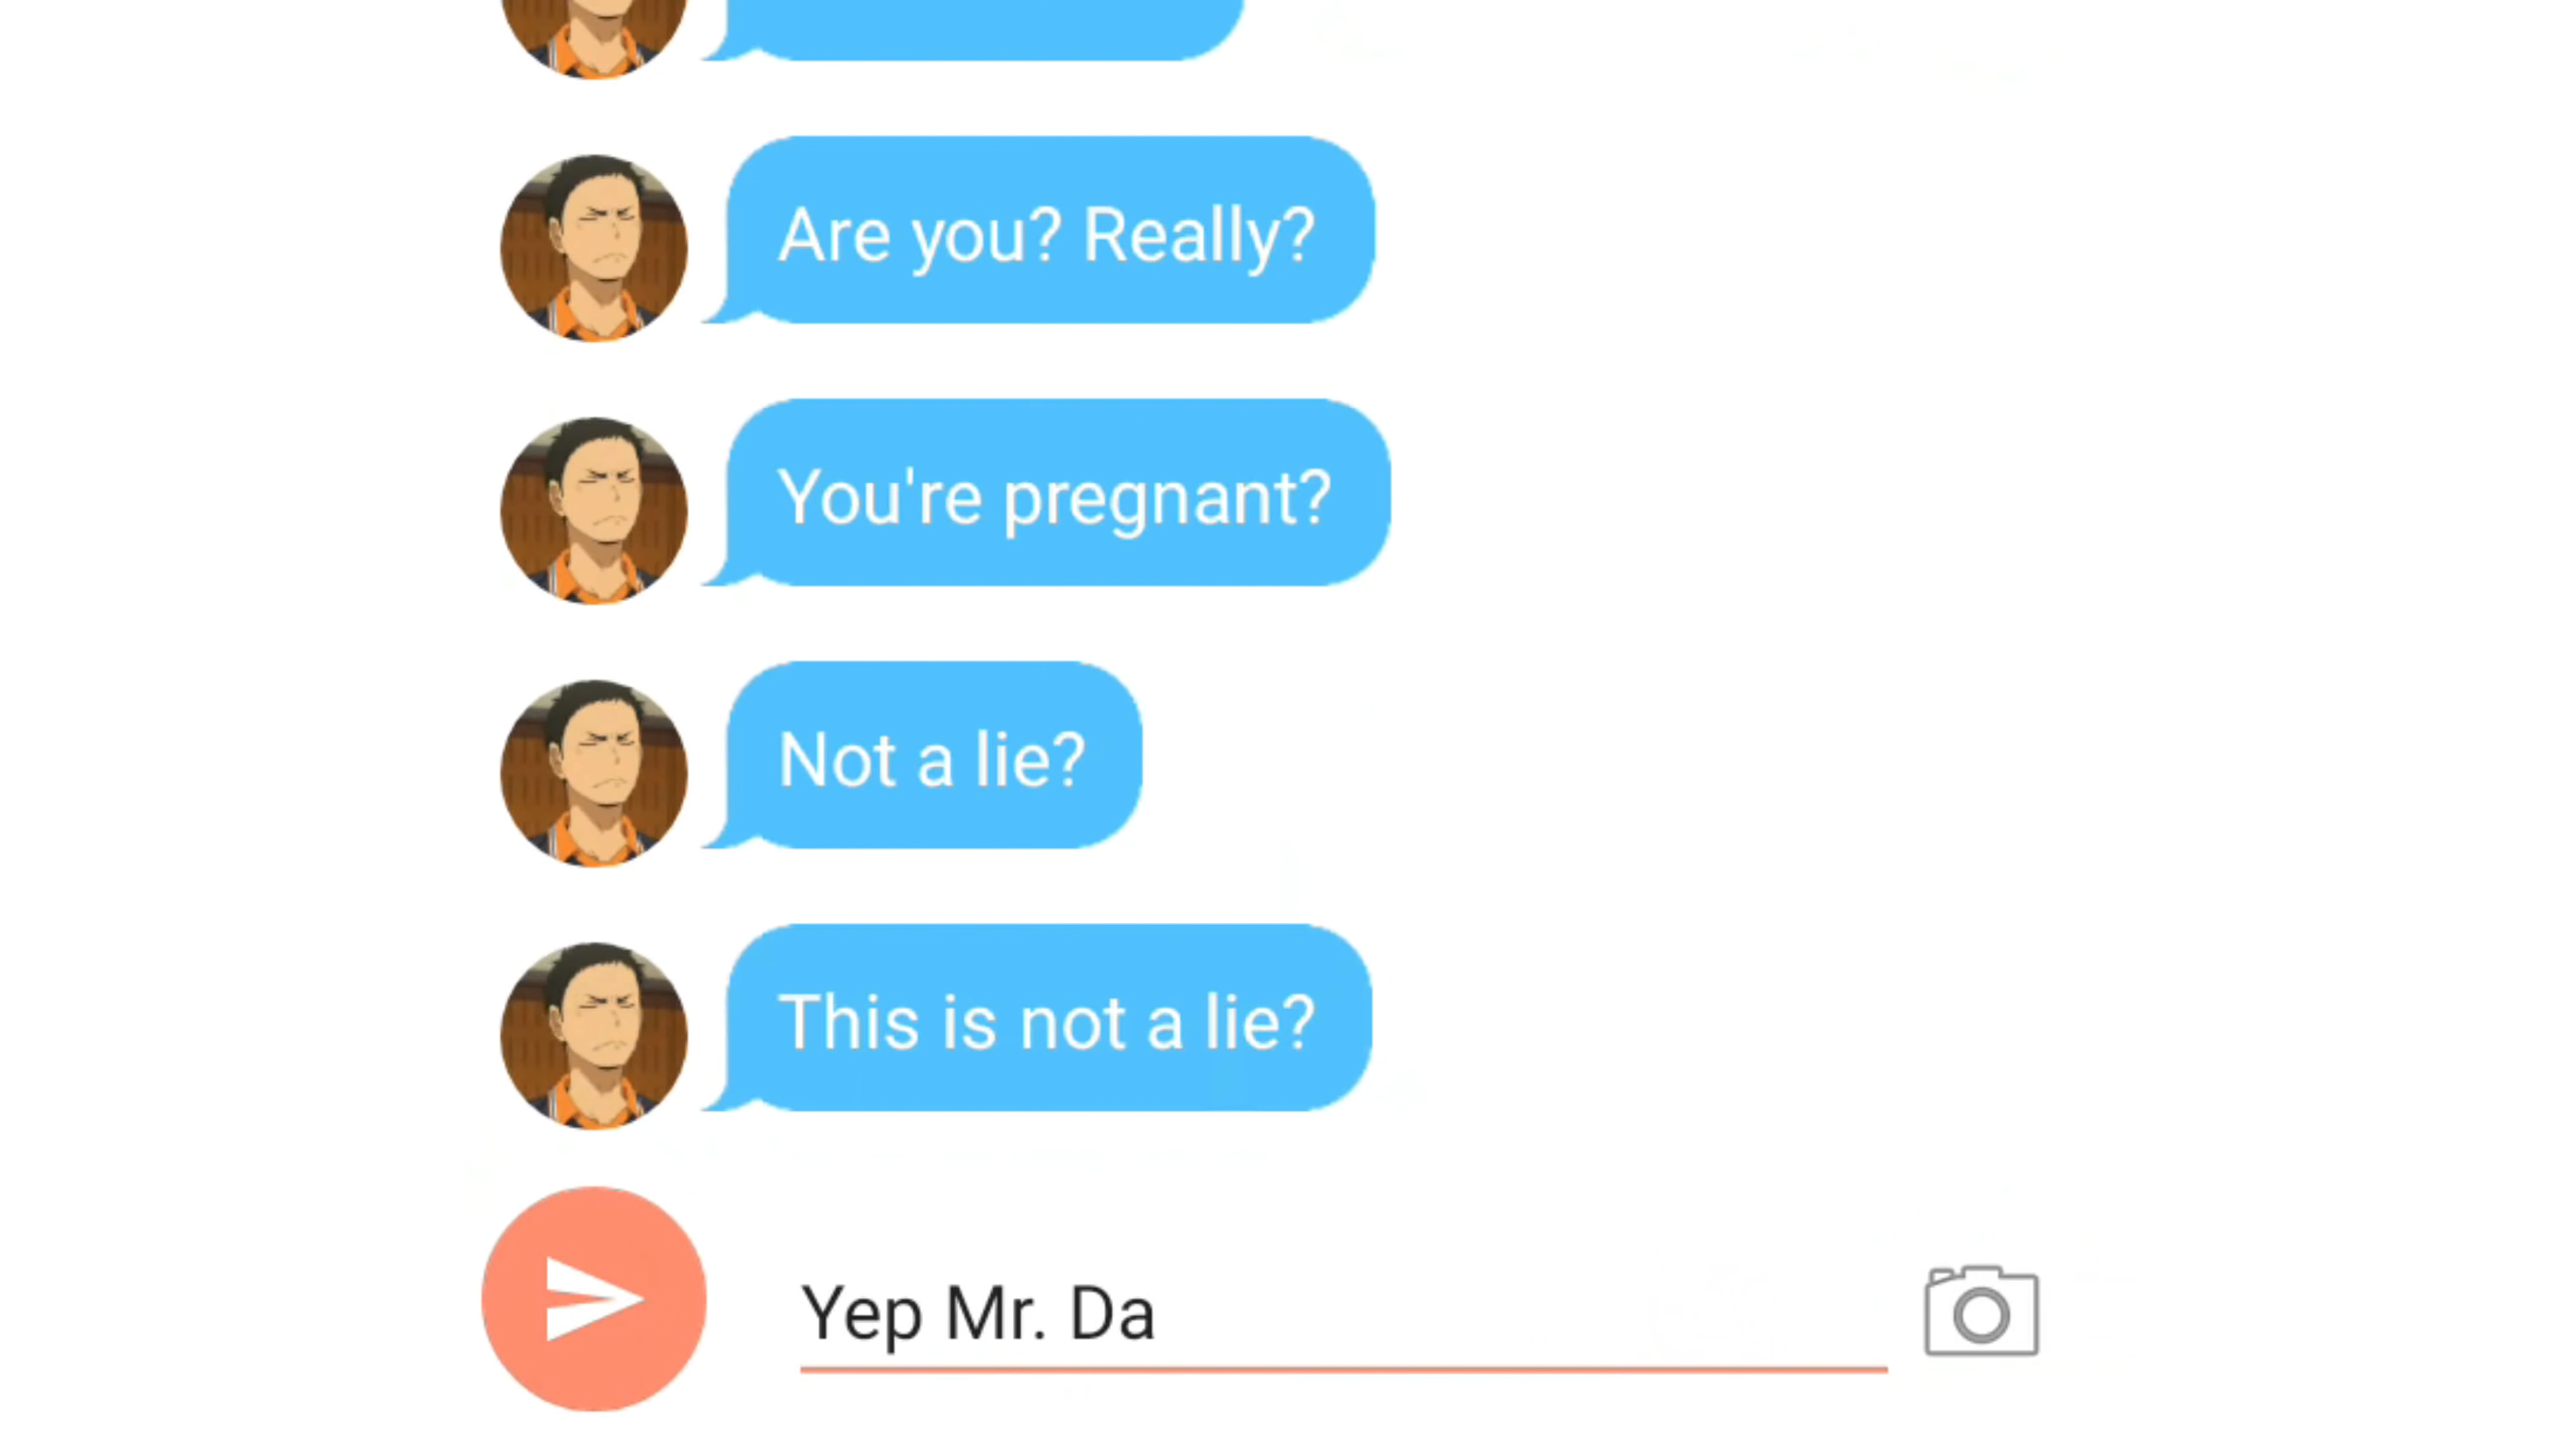 Are you? Really?
You're pregnant?
Not a lie?
This is not a lie?
Yep Mr. Da